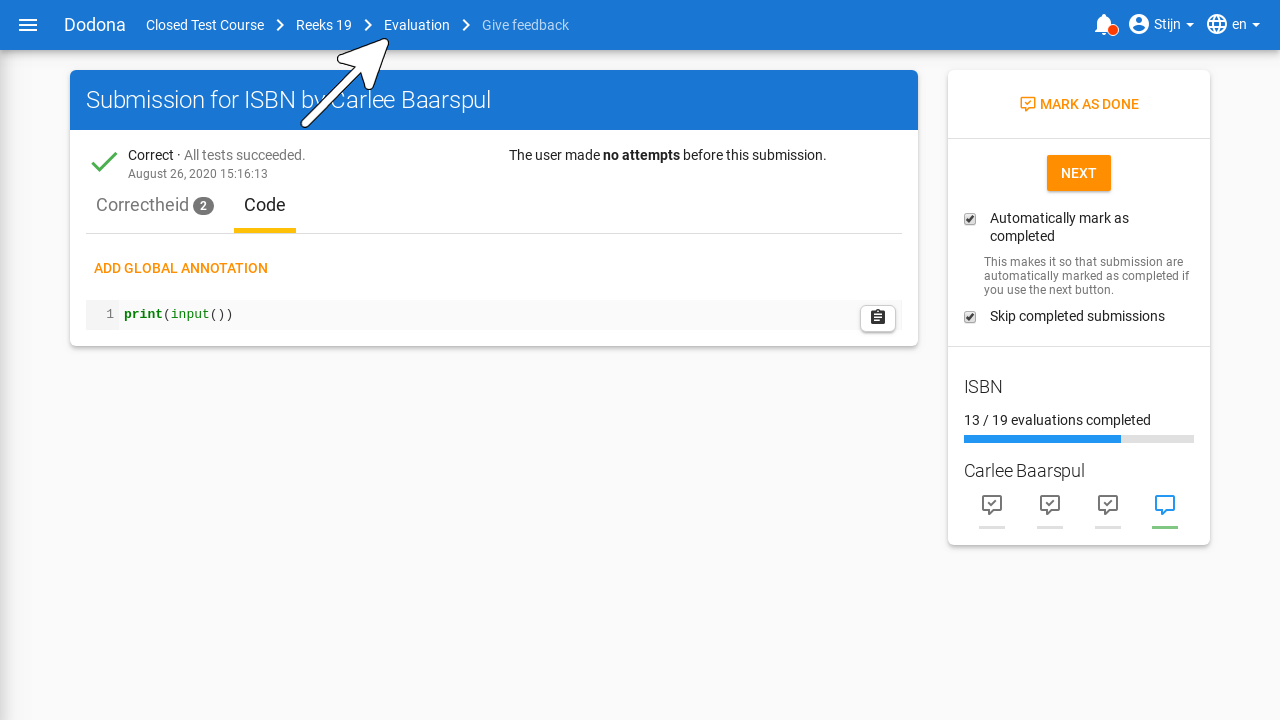 Dodona Closed Test Course Reeks 19 Evaluation Give feedback Stijn en
Submission for ISBN by Carlee Baarspul
Correct · All tests succeeded.
August 26, 2020 15:16:13
The user made no attempts before this submission.
Correctheid 2 Code
ADD GLOBAL ANNOTATION
1 print(input())
MARK AS DONE
NEXT
Automatically mark as
completed
This makes it so that submission are
automatically marked as completed if
you use the next button.
Skip completed submissions
ISBN
13 / 19 evaluations completed
Carlee Baarspul